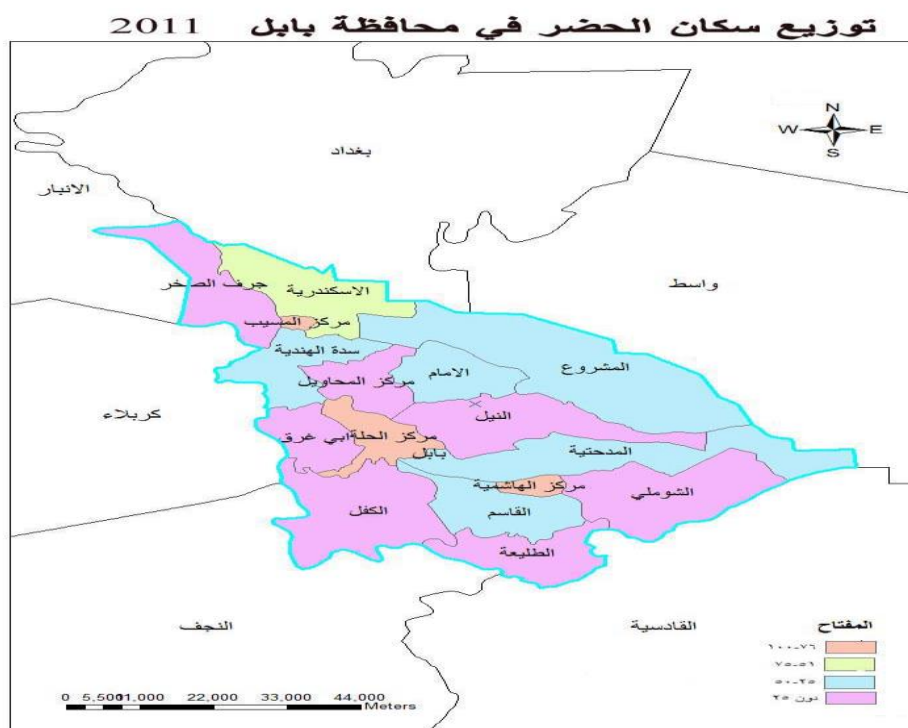 توزيع سكان الحضر في محافظة بابل 2011
N
W E
S
بغداد
الانبار
واسط
جرف الصخر
الاسكندرية
مركز المسيب
سدة الهندية
المشروع
الامام
مركز المحاويل
كربلاء
النيل
مركز الحلة
ابي غرق
بابل
المدحتية
مركز الهاشمية
الشوملي
الكفل
القاسم
الطليعة
النجف
القادسية
المفتاح
٧٦-١٠٠
٥١-٧٥
٢٥-٥٠
دون ٢٥
0 5,500 11,000 22,000 33,000 44,000
Meters